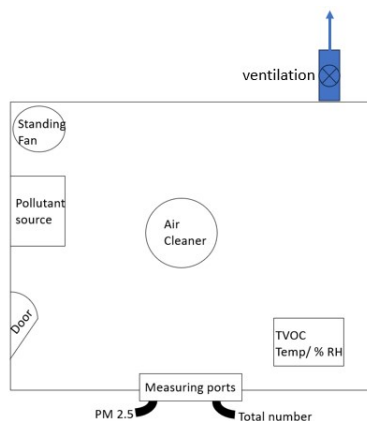 ventilation
Standing
Fan
Pollutant
source
Air
Cleaner
Door
TVOC
Temp/ % RH
Measuring ports
PM 2.5
Total number